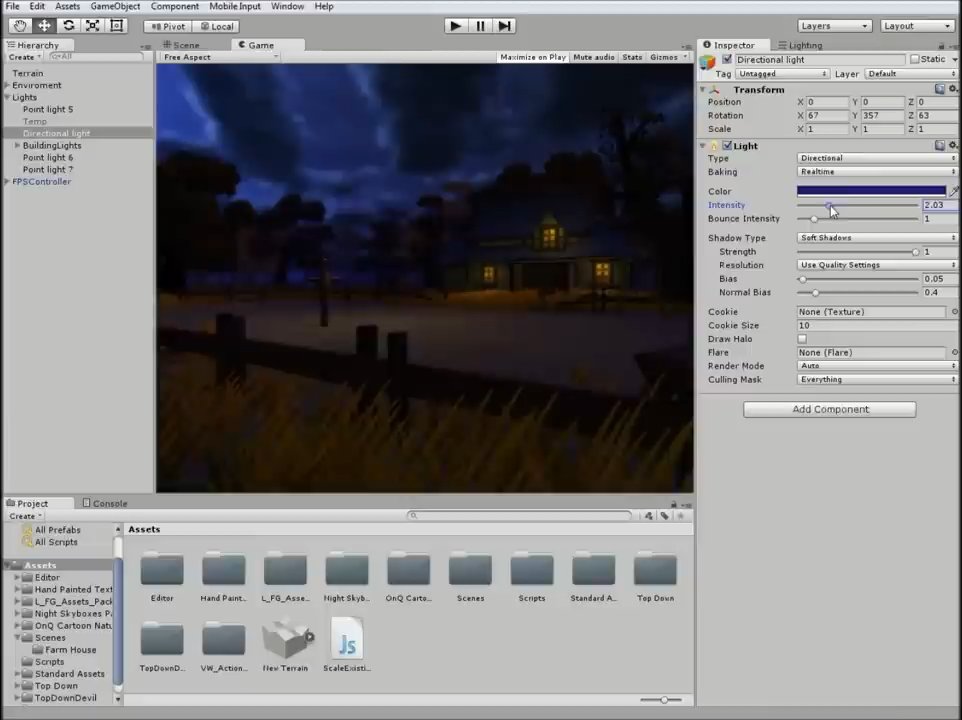 File Edit Assets GameObject Component Mobile Input Window Help
Pivot Local Layers Layout
Hierarchy Scene Game Inspector Lighting
Create All Free Aspect Maximize on Play Mute audio Stats Gizmos
Directional light Static
Tag Untagged Layer Default
Terrain
Enviroment
Lights
Point light 5
Temp
Directional light
BuildingLights
Point light 6
Point light 7
FPSController
Transform
Position X 0 Y 0 Z 0
Rotation X 67 Y 357 Z 63
Scale X 1 Y 1 Z 1
Light
Type Directional
Baking Realtime
Color
Intensity 2.03
Bounce Intensity 1
Shadow Type Soft Shadows
Strength 1
Resolution Use Quality Settings
Bias 0.05
Normal Bias 0.4
Cookie None (Texture)
Cookie Size 10
Draw Halo
Flare None (Flare)
Render Mode Auto
Culling Mask Everything
Add Component
Project Console
Create
All Prefabs
All Scripts
Assets
Editor
Hand Painted Text
L_FG_Assets_Pack
Night Skyboxes Pa
OnQ Cartoon Natu
Scenes
Farm House
Scripts
Standard Assets
Top Down
TopDownDevil
Assets
Editor Hand Paint... L_FG_Asse... Night Skyb... OnQ Carto... Scenes Scripts Standard A... Top Down
Js
TopDownD... VW_Action... New Terrain ScaleExisti...